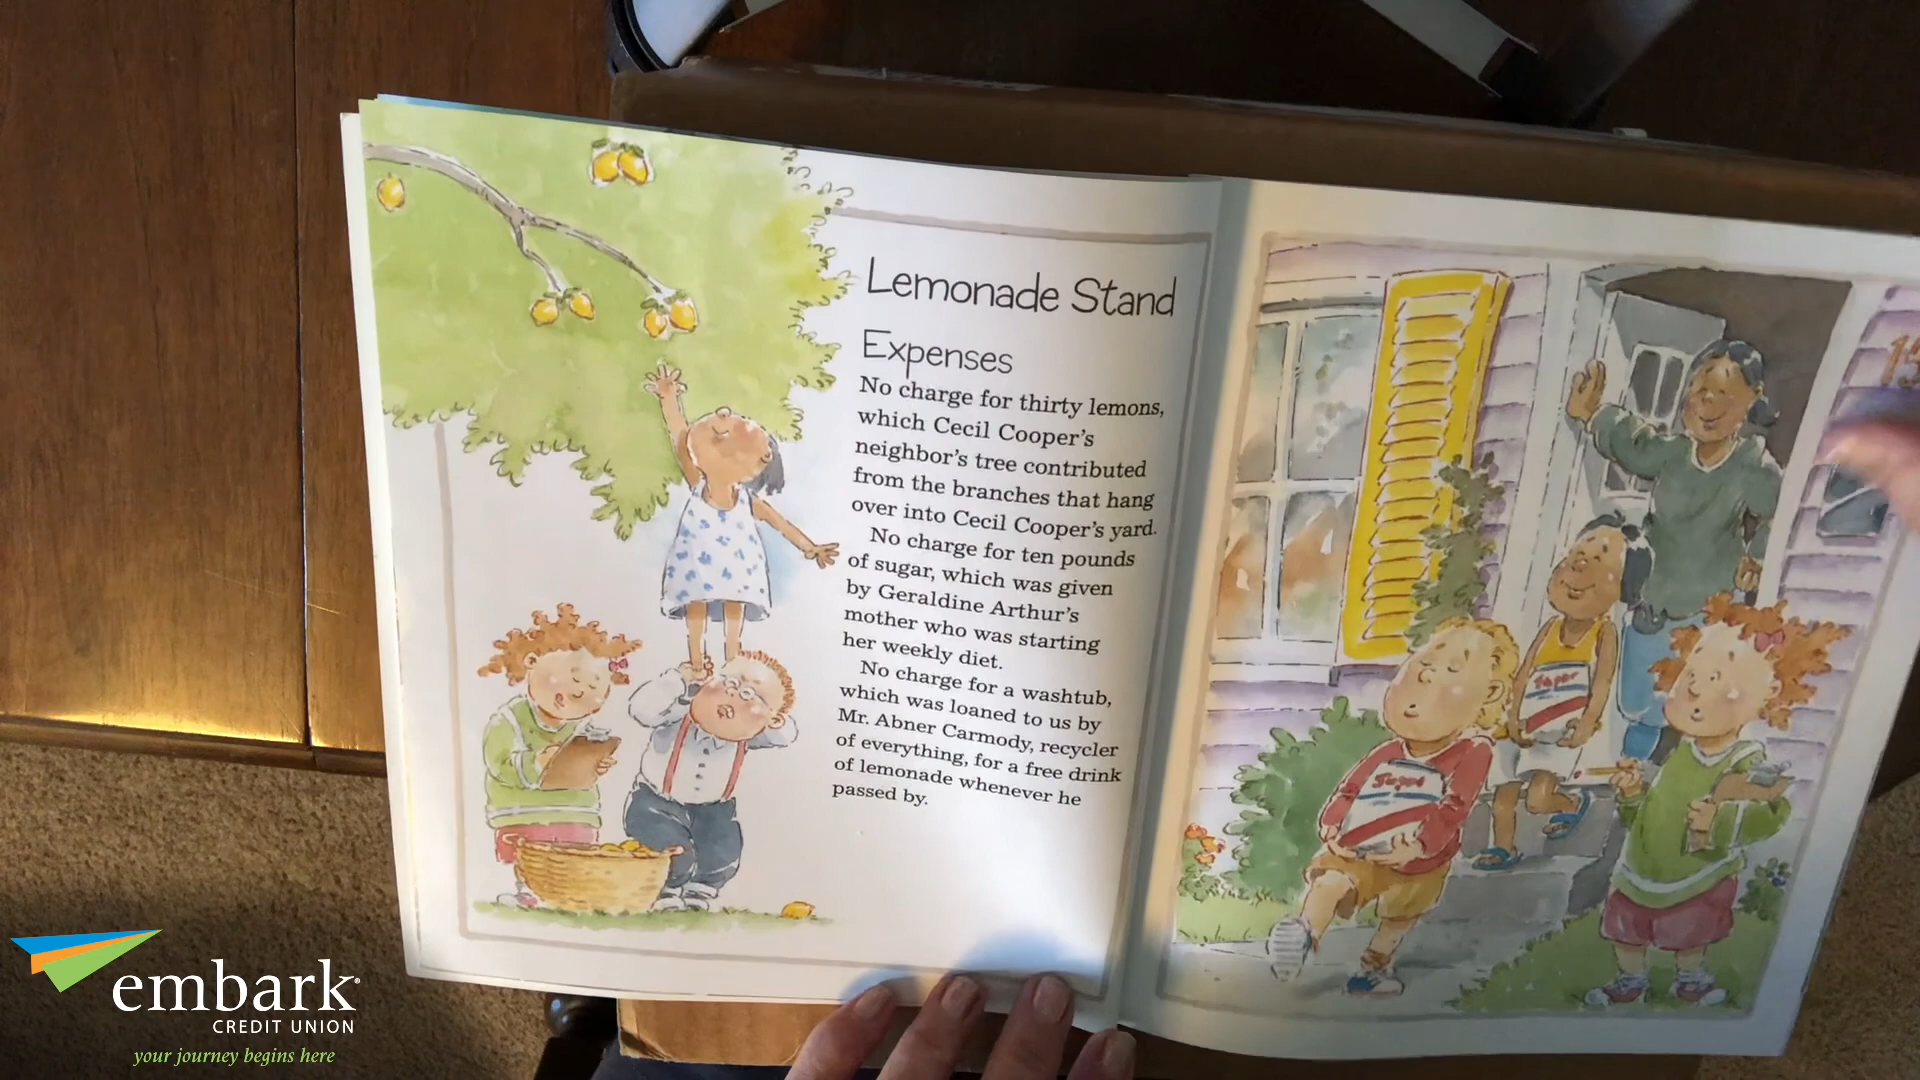 Lemonade Stand
Expenses
No charge for thirty lemons,
which Cecil Cooper's
neighbor's tree contributed
from the branches that hang
over into Cecil Cooper's yard.
No charge for ten pounds
of sugar, which was given
by Geraldine Arthur's
mother who was starting
her weekly diet.
No charge for a washtub,
which was loaned to us by
Mr. Abner Carmody, recycler
of everything, for a free drink
of lemonade whenever he
passed by.
embark
CREDIT UNION
your journey begins here